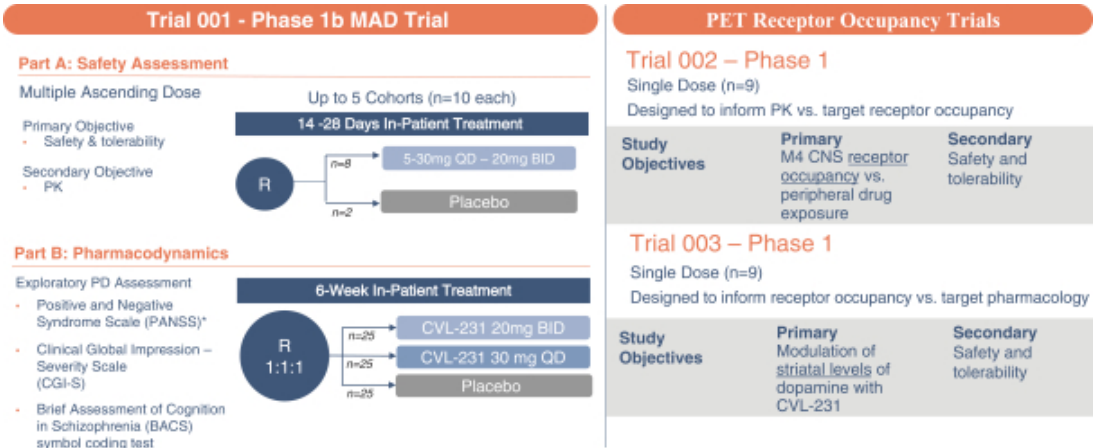 Trial 001 - Phase 1b MAD Trial
Part A: Safety Assessment
Multiple Ascending Dose
Primary Objective
• Safety & tolerability
Secondary Objective
• PK
Up to 5 Cohorts (n=10 each)
14 -28 Days In-Patient Treatment
R
n=8
5-30mg QD – 20mg BID
n=2
Placebo
Part B: Pharmacodynamics
Exploratory PD Assessment
• Positive and Negative
Syndrome Scale (PANSS)*
• Clinical Global Impression –
Severity Scale
(CGI-S)
• Brief Assessment of Cognition
in Schizophrenia (BACS)
symbol coding test
6-Week In-Patient Treatment
R
1:1:1
n=25
CVL-231 20mg BID
n=25
CVL-231 30 mg QD
n=25
Placebo
PET Receptor Occupancy Trials
Trial 002 – Phase 1
Single Dose (n=9)
Designed to inform PK vs. target receptor occupancy
Study
Objectives
Primary
M4 CNS receptor
occupancy vs.
peripheral drug
exposure
Secondary
Safety and
tolerability
Trial 003 – Phase 1
Single Dose (n=9)
Designed to inform receptor occupancy vs. target pharmacology
Study
Objectives
Primary
Modulation of
striatal levels of
dopamine with
CVL-231
Secondary
Safety and
tolerability